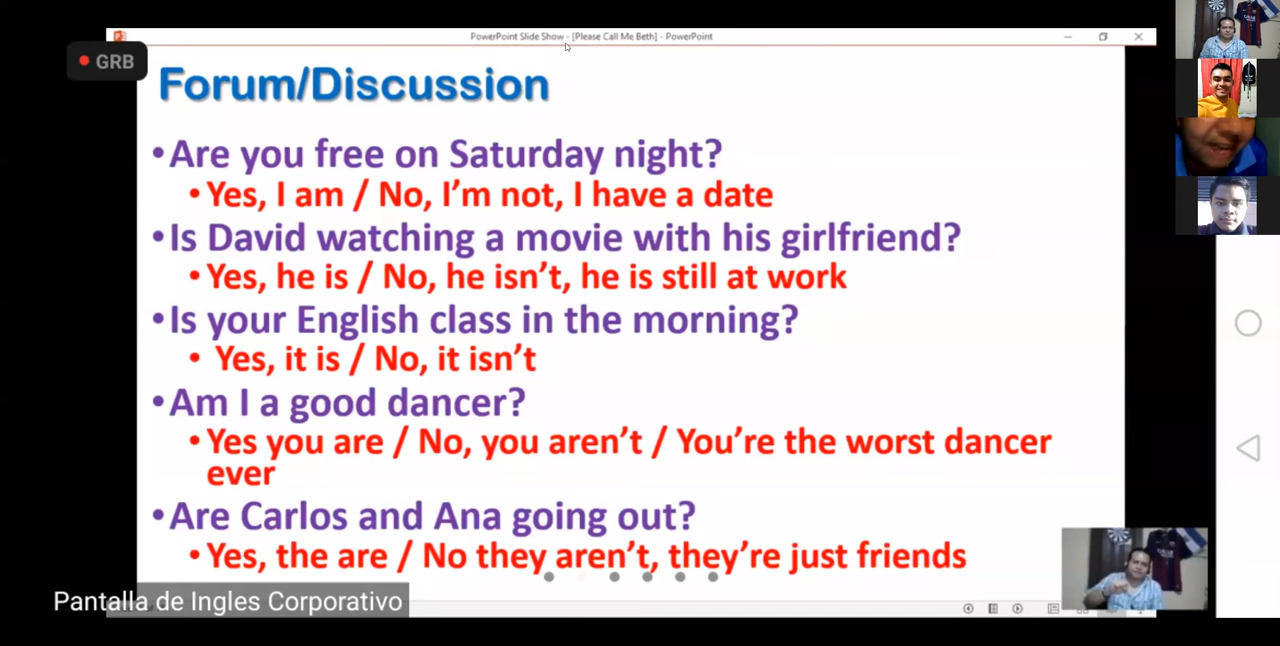 PowerPoint Slide Show - [Please Call Me Beth] - PowerPoint
GRB
Forum/Discussion
•Are you free on Saturday night?
•Yes, I am / No, I’m not, I have a date
•Is David watching a movie with his girlfriend?
•Yes, he is / No, he isn’t, he is still at work
•Is your English class in the morning?
• Yes, it is / No, it isn’t
•Am I a good dancer?
•Yes you are / No, you aren’t / You’re the worst dancer
ever
•Are Carlos and Ana going out?
•Yes, the are / No they aren’t, they’re just friends
Pantalla de Ingles Corporativo